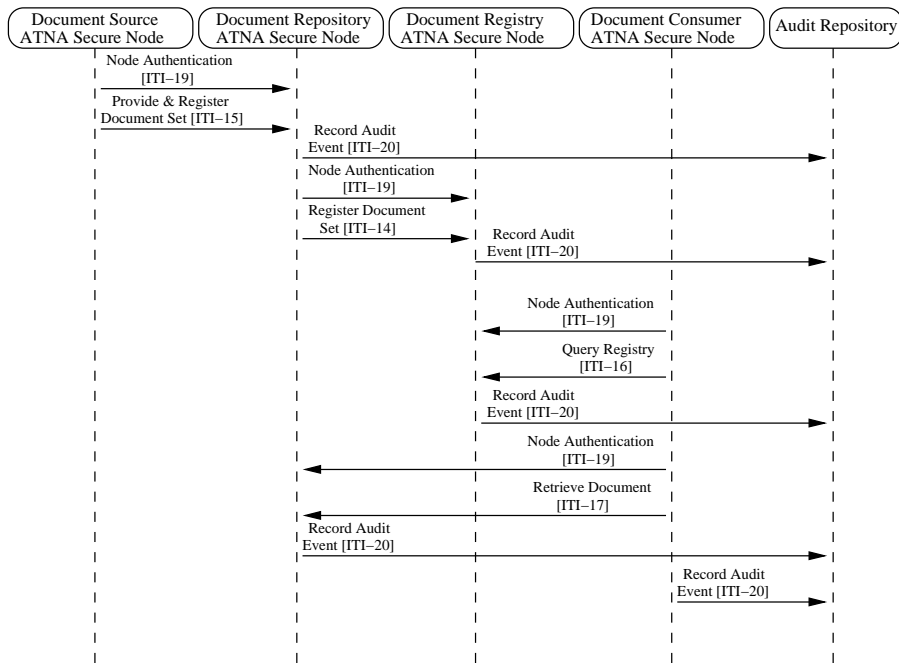 Document Source
ATNA Secure Node
Document Repository
ATNA Secure Node
Document Registry
ATNA Secure Node
Document Consumer
ATNA Secure Node
Audit Repository
Node Authentication
[ITI−19]
Provide & Register
Document Set [ITI−15]
Record Audit
Event [ITI−20]
Node Authentication
[ITI−19]
Register Document
Set [ITI−14]
Record Audit
Event [ITI−20]
Node Authentication
[ITI−19]
Query Registry
[ITI−16]
Record Audit
Event [ITI−20]
Node Authentication
[ITI−19]
Retrieve Document
[ITI−17]
Record Audit
Event [ITI−20]
Record Audit
Event [ITI−20]